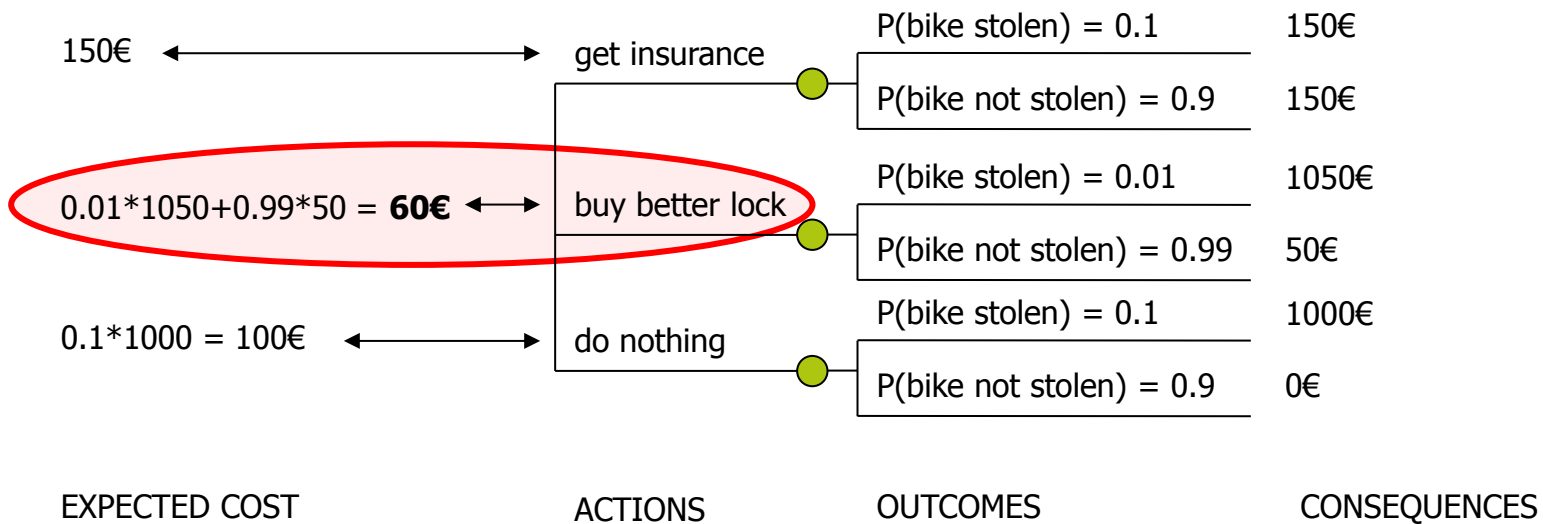 150€
get insurance
P(bike stolen) = 0.1
150€
P(bike not stolen) = 0.9
150€
0.01*1050+0.99*50 = 60€
buy better lock
P(bike stolen) = 0.01
1050€
P(bike not stolen) = 0.99
50€
0.1*1000 = 100€
do nothing
P(bike stolen) = 0.1
1000€
P(bike not stolen) = 0.9
0€
EXPECTED COST
ACTIONS
OUTCOMES
CONSEQUENCES